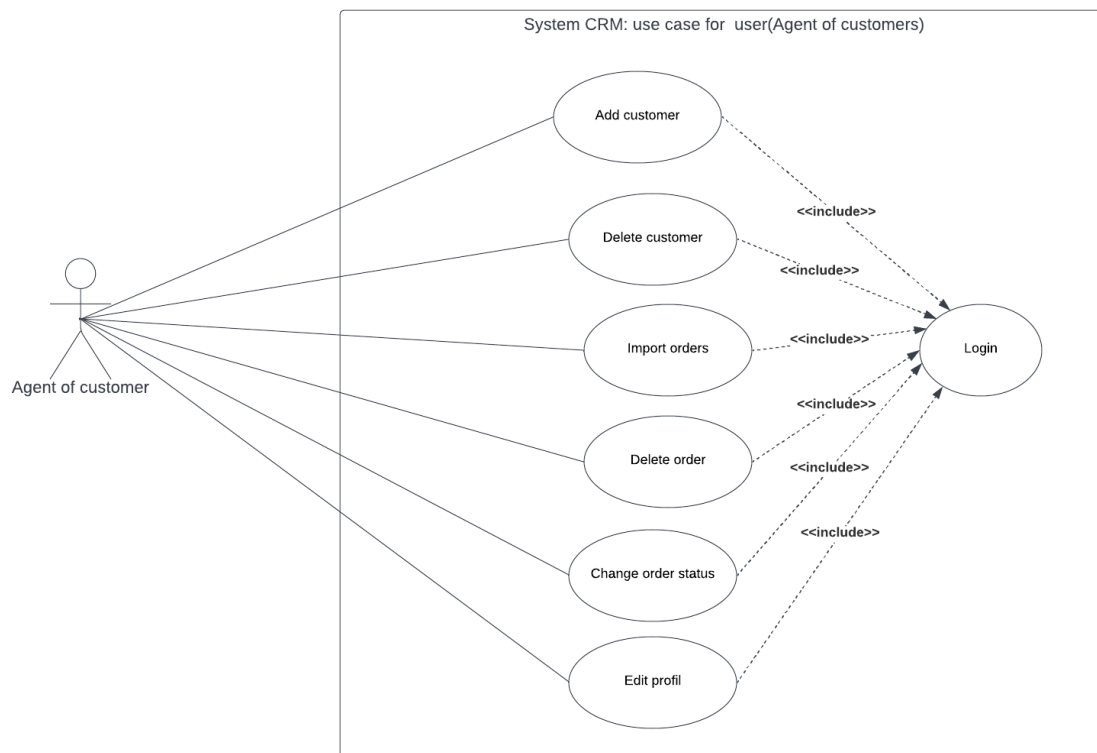 System CRM: use case for user(Agent of customers)
Add customer
<<include>>
Delete customer
<<include>>
Import orders
<<include>>
Login
Agent of customer
<<include>>
Delete order
<<include>>
Change order status
<<include>>
Edit profil